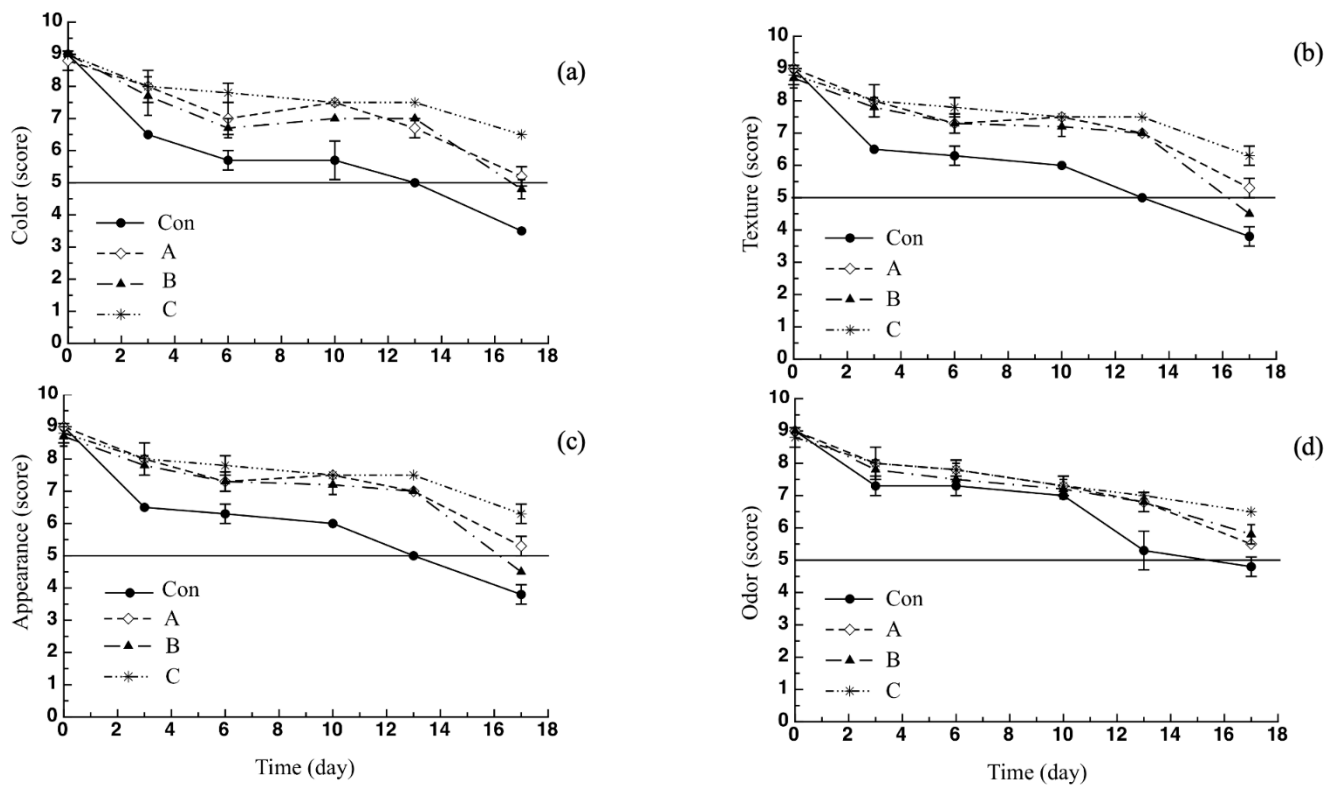 (a)
Color (score)
10
9
8
7
6
5
4
3
2
1
0
Con
A
B
C
0 2 4 6 8 10 12 14 16 18
(b)
Texture (score)
10
9
8
7
6
5
4
3
2
1
0
Con
A
B
C
0 2 4 6 8 10 12 14 16 18
(c)
Appearance (score)
10
9
8
7
6
5
4
3
2
1
0
Con
A
B
C
0 2 4 6 8 10 12 14 16 18
Time (day)
(d)
Odor (score)
10
9
8
7
6
5
4
3
2
1
0
Con
A
B
C
0 2 4 6 8 10 12 14 16 18
Time (day)